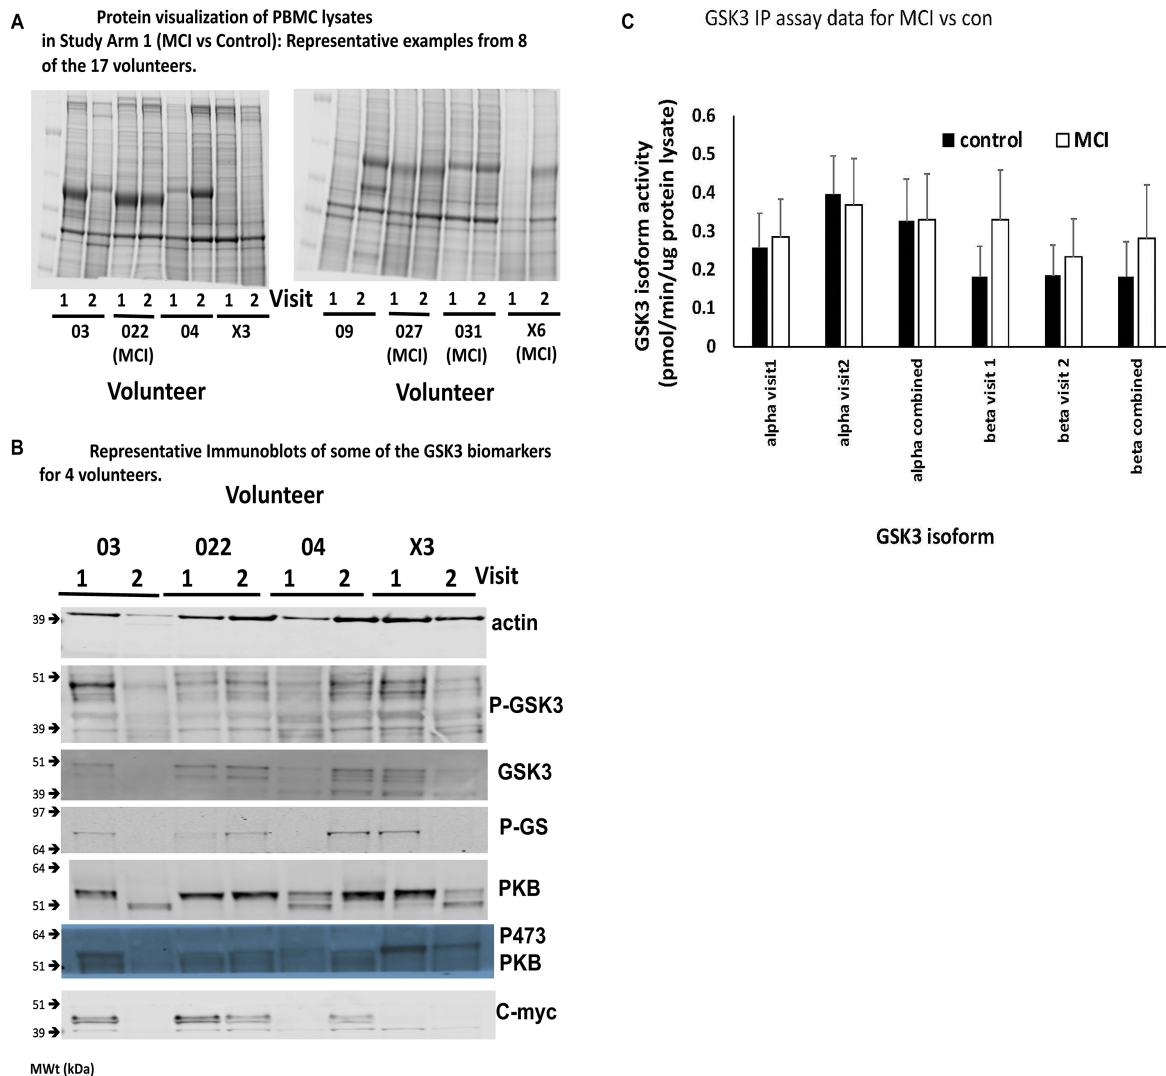 A
Protein visualization of PBMC lysates
in Study Arm 1 (MCI vs Control): Representative examples from 8
of the 17 volunteers.
1 2 1 2 1 2 1 2 Visit
03 022 04 X3
(MCI)
Volunteer
1 2 1 2 1 2 1 2
09 027 031 X6
(MCI) (MCI) (MCI)
Volunteer
B
Representative Immunoblots of some of the GSK3 biomarkers
for 4 volunteers.
Volunteer
03 022 04 X3
1 2 1 2 1 2 1 2 Visit
39 → actin
51 →
P-GSK3
39 →
51 →
GSK3
39 →
97 →
P-GS
64 →
64 →
PKB
51 →
64 → P473
51 → PKB
51 →
C-myc
39 →
MWt (kDa)
C
GSK3 IP assay data for MCI vs con
GSK3 isoform activity
(pmol/min/ug protein lysate)
0.6
0.5
0.4
0.3
0.2
0.1
0
control MCI
alpha visit1
alpha visit2
alpha combined
beta visit 1
beta visit 2
beta combined
GSK3 isoform